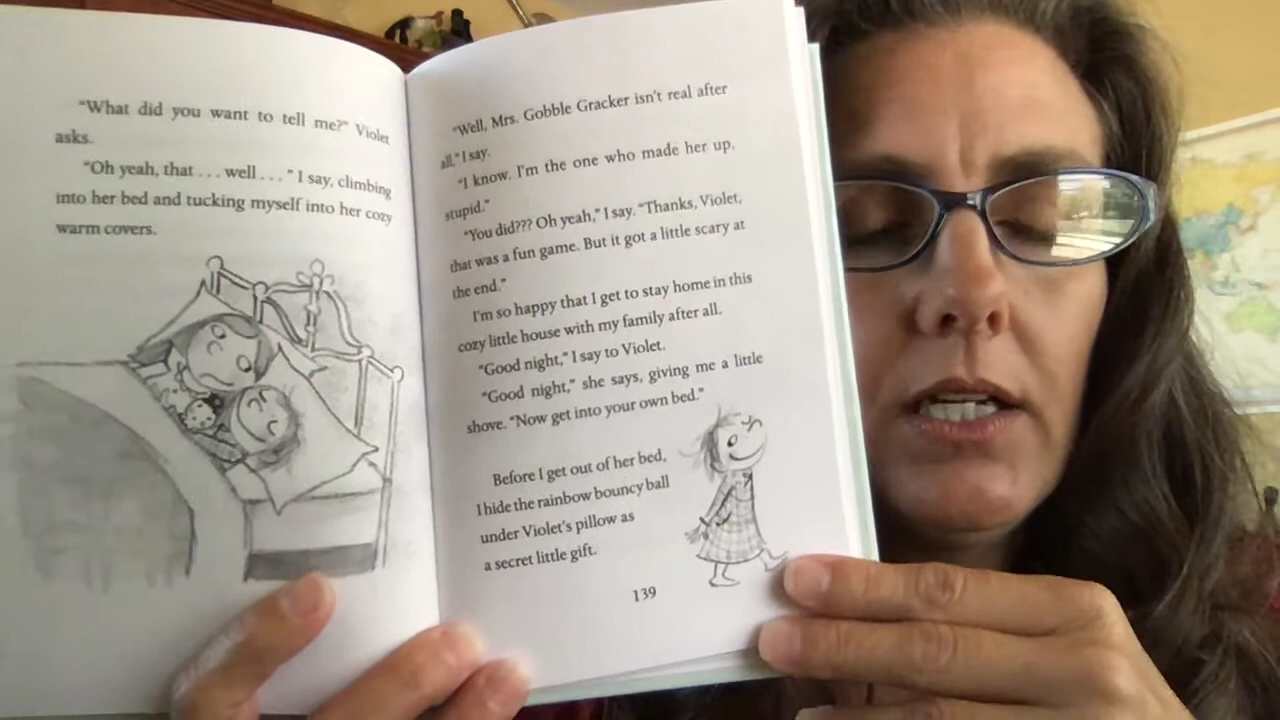 "What did you want to tell me?" Violet
asks.
"Oh yeah, that . . . well . . . " I say, climbing
into her bed and tucking myself into her cozy
warm covers.
"Well, Mrs. Gobble Gracker isn't real after
all," I say.
"I know. I'm the one who made her up,
stupid."
"You did??? Oh yeah," I say. "Thanks, Violet,
that was a fun game. But it got a little scary at
the end."
I'm so happy that I get to stay home in this
cozy little house with my family after all.
"Good night," I say to Violet.
"Good night," she says, giving me a little
shove. "Now get into your own bed."
Before I get out of her bed,
I hide the rainbow bouncy ball
under Violet's pillow as
a secret little gift.
139